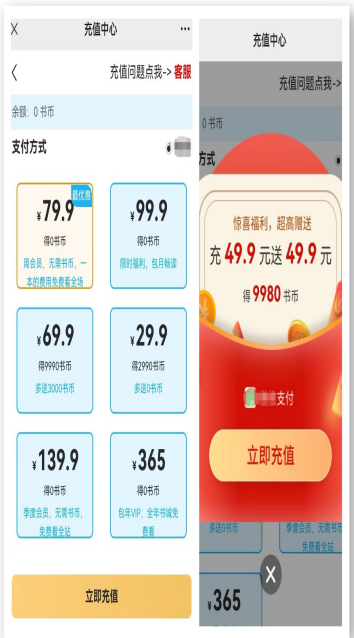 充值中心
充值问题点我->客服
余额: 0书币
支付方式
最优惠
¥79.9
得0书币
周会员, 无需书币, 一
本的费用免费看全场
¥99.9
得0书币
限时福利, 包月畅读
¥69.9
得9990书币
多送3000书币
¥29.9
得2990书币
多送0书币
¥139.9
得0书币
季度会员, 无需书币,
免费看全站
¥365
得0书币
包年VIP, 全年书城免
费看
立即充值
充值中心
充值问题点我->
0书币
方式
惊喜福利, 超高赠送
充49.9元送49.9元
得9980书币
支付
立即充值
多送0书币
季度会员, 无需书币
免费看全站
¥365